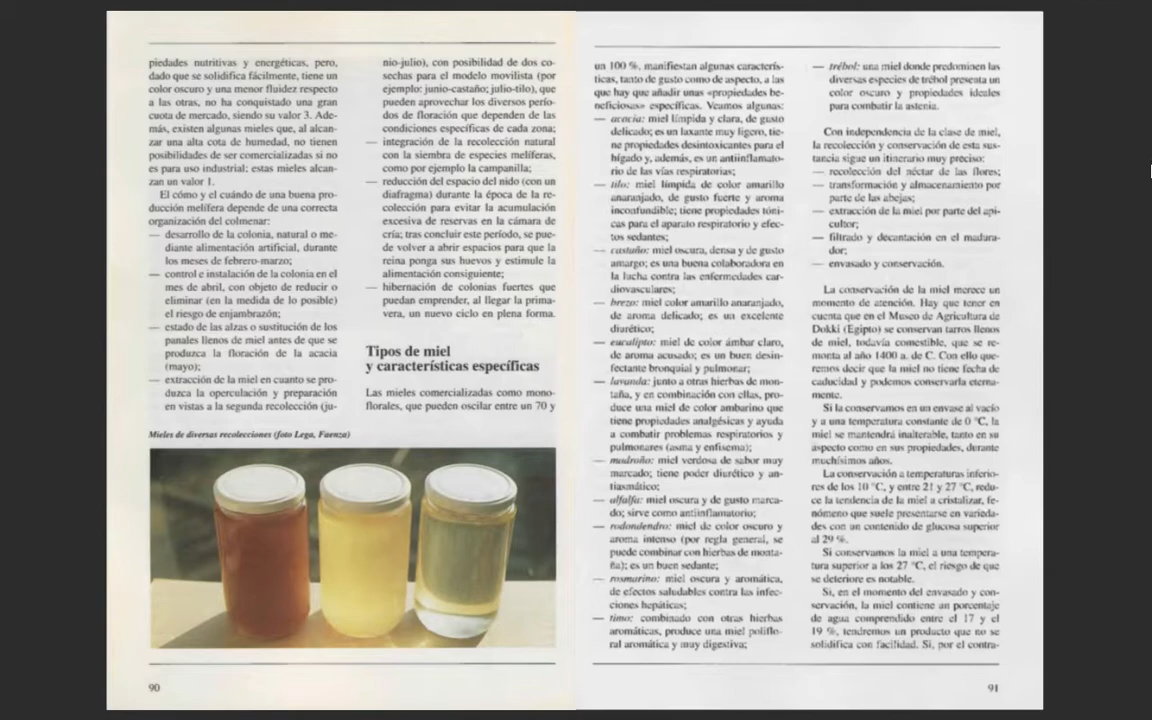 piedades nutritivas y energéticas, pero,
dado que se solidifica fácilmente, tiene un
color oscuro y una menor fluidez respecto
a las otras, no ha conquistado una gran
cuota de mercado, siendo su valor 3. Ade-
más, existen algunas mieles que, al alcan-
zar una alta cota de humedad, no tienen
posibilidades de ser comercializadas si no
es para uso industrial; estas mieles alcan-
zan un valor 1.
El cómo y el cuándo de una buena pro-
ducción melífera depende de una correcta
organización del colmenar:
— desarrollo de la colonia, natural o me-
diante alimentación artificial, durante
los meses de febrero-marzo;
— control e instalación de la colonia en el
mes de abril, con objeto de reducir o
eliminar (en la medida de lo posible)
el riesgo de enjambrazón;
— estado de las alzas o sustitución de los
panales llenos de miel antes de que se
produzca la floración de la acacia
(mayo);
— extracción de la miel en cuanto se pro-
duzca la operculación y preparación
en vistas a la segunda recolección (ju-
nio-julio), con posibilidad de dos co-
sechas para el modelo movilista (por
ejemplo: junio-castaño; julio-tilo), que
pueden aprovechar los diversos perío-
dos de floración que dependen de las
condiciones específicas de cada zona;
— integración de la recolección natural
con la siembra de especies melíferas,
como por ejemplo la campanilla;
— reducción del espacio del nido (con un
diafragma) durante la época de la re-
colección para evitar la acumulación
excesiva de reservas en la cámara de
cría; tras concluir este período, se pue-
de volver a abrir espacios para que la
reina ponga sus huevos y estimule la
alimentación consiguiente;
— hibernación de colonias fuertes que
puedan emprender, al llegar la prima-
vera, un nuevo ciclo en plena forma.
Tipos de miel
y características específicas
Las mieles comercializadas como mono-
florales, que pueden oscilar entre un 70 y
Mieles de diversas recolecciones (foto Lega, Faenza)
90
un 100 %, manifiestan algunas caracterís-
ticas, tanto de gusto como de aspecto, a las
que hay que añadir unas «propiedades be-
neficiosas» específicas. Veamos algunas:
— acacia: miel límpida y clara, de gusto
delicado; es un laxante muy ligero, tie-
ne propiedades desintoxicantes para el
hígado y, además, es un antiinflamato-
rio de las vías respiratorias;
— tilo: miel límpida de color amarillo
anaranjado, de gusto fuerte y aroma
inconfundible; tiene propiedades tóni-
cas para el aparato respiratorio y efec-
tos sedantes;
— castaño: miel oscura, densa y de gusto
amargo; es una buena colaboradora en
la lucha contra las enfermedades car-
diovasculares;
— brezo: miel color amarillo anaranjado,
de aroma delicado; es un excelente
diurético;
— eucalipto: miel de color ámbar claro,
de aroma acusado; es un buen desin-
fectante bronquial y pulmonar;
— lavanda: junto a otras hierbas de mon-
taña, y en combinación con ellas, pro-
duce una miel de color ambarino que
tiene propiedades analgésicas y ayuda
a combatir problemas respiratorios y
pulmonares (asma y enfisema);
— madroño: miel verdosa de sabor muy
marcado; tiene poder diurético y an-
tiasmático;
— alfalfa: miel oscura y de gusto marca-
do; sirve como antiinflamatorio;
— rododendro: miel de color oscuro y
aroma intenso (por regla general, se
puede combinar con hierbas de monta-
ña); es un buen sedante;
— rosmarino: miel oscura y aromática,
de efectos saludables contra las infec-
ciones hepáticas;
— timo: combinado con otras hierbas
aromáticas, produce una miel poliflo-
ral aromática y muy digestiva;
— trébol: una miel donde predominen las
diversas especies de trébol presenta un
color oscuro y propiedades ideales
para combatir la astenia.
Con independencia de la clase de miel,
la recolección y conservación de esta sus-
tancia sigue un itinerario muy preciso:
— recolección del néctar de las flores;
— transformación y almacenamiento por
parte de las abejas;
— extracción de la miel por parte del api-
cultor;
— filtrado y decantación en el madura-
dor;
— envasado y conservación.
La conservación de la miel merece un
momento de atención. Hay que tener en
cuenta que en el Museo de Agricultura de
Dokki (Egipto) se conservan tarros llenos
de miel, todavía comestible, que se re-
monta al año 1400 a. de C. Con ello que-
remos decir que la miel no tiene fecha de
caducidad y podemos conservarla eterna-
mente.
Si la conservamos en un envase al vacío
y a una temperatura constante de 0 °C, la
miel se mantendrá inalterable, tanto en su
aspecto como en sus propiedades, durante
muchísimos años.
La conservación a temperaturas inferio-
res de los 10 °C, y entre 21 y 27 °C, redu-
ce la tendencia de la miel a cristalizar, fe-
nómeno que suele presentarse en varieda-
des con un contenido de glucosa superior
al 29 %.
Si conservamos la miel a una tempera-
tura superior a los 27 °C, el riesgo de que
se deteriore es notable.
Si, en el momento del envasado y con-
servación, la miel contiene un porcentaje
de agua comprendido entre el 17 y el
19 %, tendremos un producto que no se
solidifica con facilidad. Si, por el contra-
91